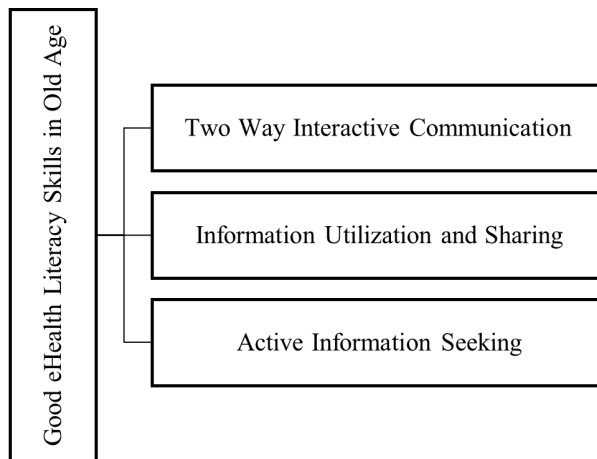 Good eHealth Literacy Skills in Old Age
Two Way Interactive Communication
Information Utilization and Sharing
Active Information Seeking